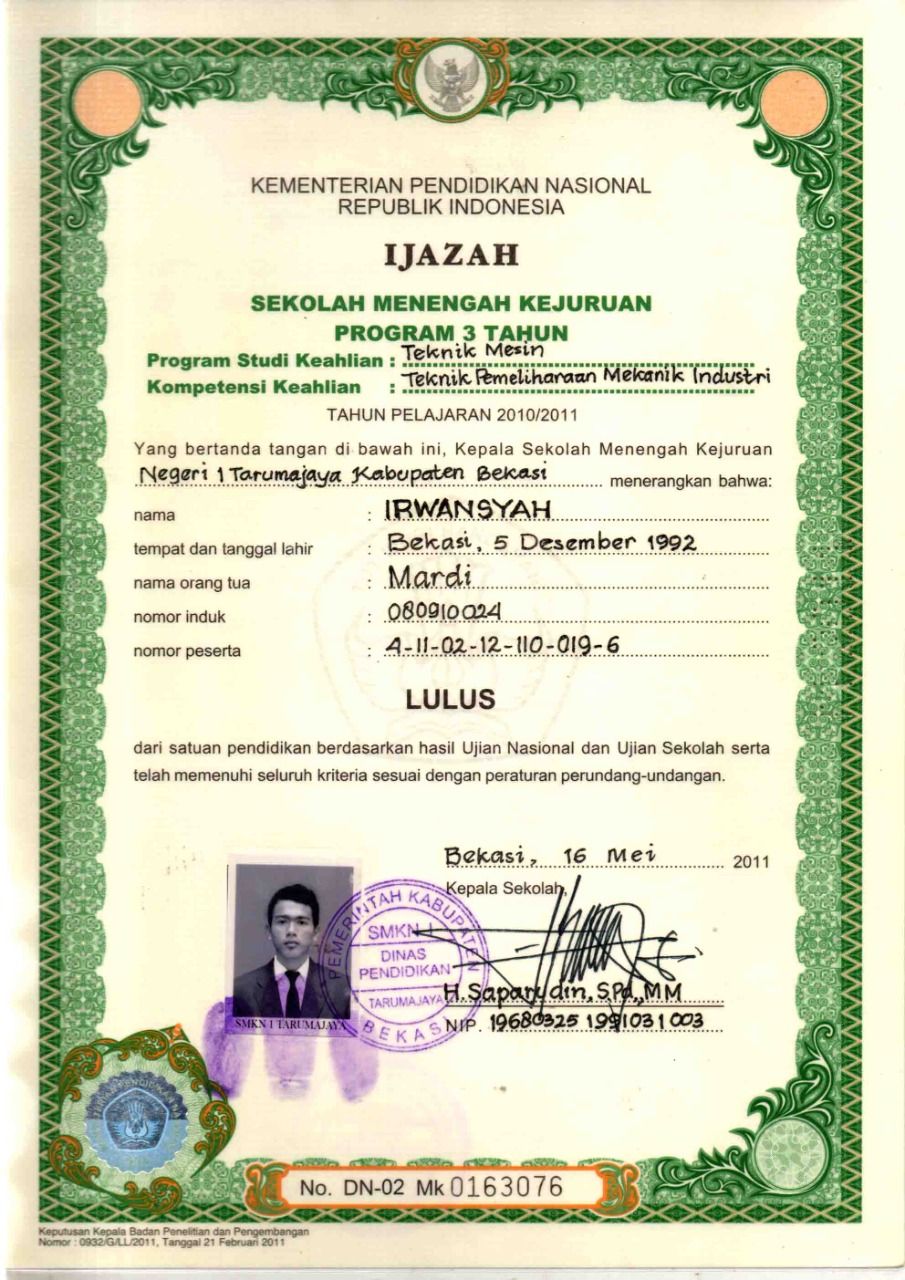 KEMENTERIAN PENDIDIKAN NASIONAL
REPUBLIK INDONESIA
IJAZAH
SEKOLAH MENENGAH KEJURUAN
PROGRAM 3 TAHUN
Program Studi Keahlian : Teknik Mesin
Kompetensi Keahlian : Teknik Pemeliharaan Mekanik Industri
TAHUN PELAJARAN 2010/2011
Yang bertanda tangan di bawah ini, Kepala Sekolah Menengah Kejuruan
Negeri 1 Tarumajaya Kabupaten Bekasi menerangkan bahwa:
nama : IRWANSYAH
tempat dan tanggal lahir : Bekasi, 5 Desember 1992
nama orang tua : Mardi
nomor induk : 080910024
nomor peserta : 4-11-02-12-110-019-6
LULUS
dari satuan pendidikan berdasarkan hasil Ujian Nasional dan Ujian Sekolah serta
telah memenuhi seluruh kriteria sesuai dengan peraturan perundang-undangan.
Bekasi, 16 Mei 2011
Kepala Sekolah,
PEMERINTAH KABUPATEN
SMKN 1
DINAS
PENDIDIKAN
TARUMAJAYA
BEKASI
H. Saparudin, SPd, MM
NIP. 19680325 1991031003
SMKN 1 TARUMAJAYA
No. DN-02 Mk 0163076
Keputusan Kepala Badan Penelitian dan Pengembangan
Nomor : 0932/G/LL/2011, Tanggal 21 Februari 2011